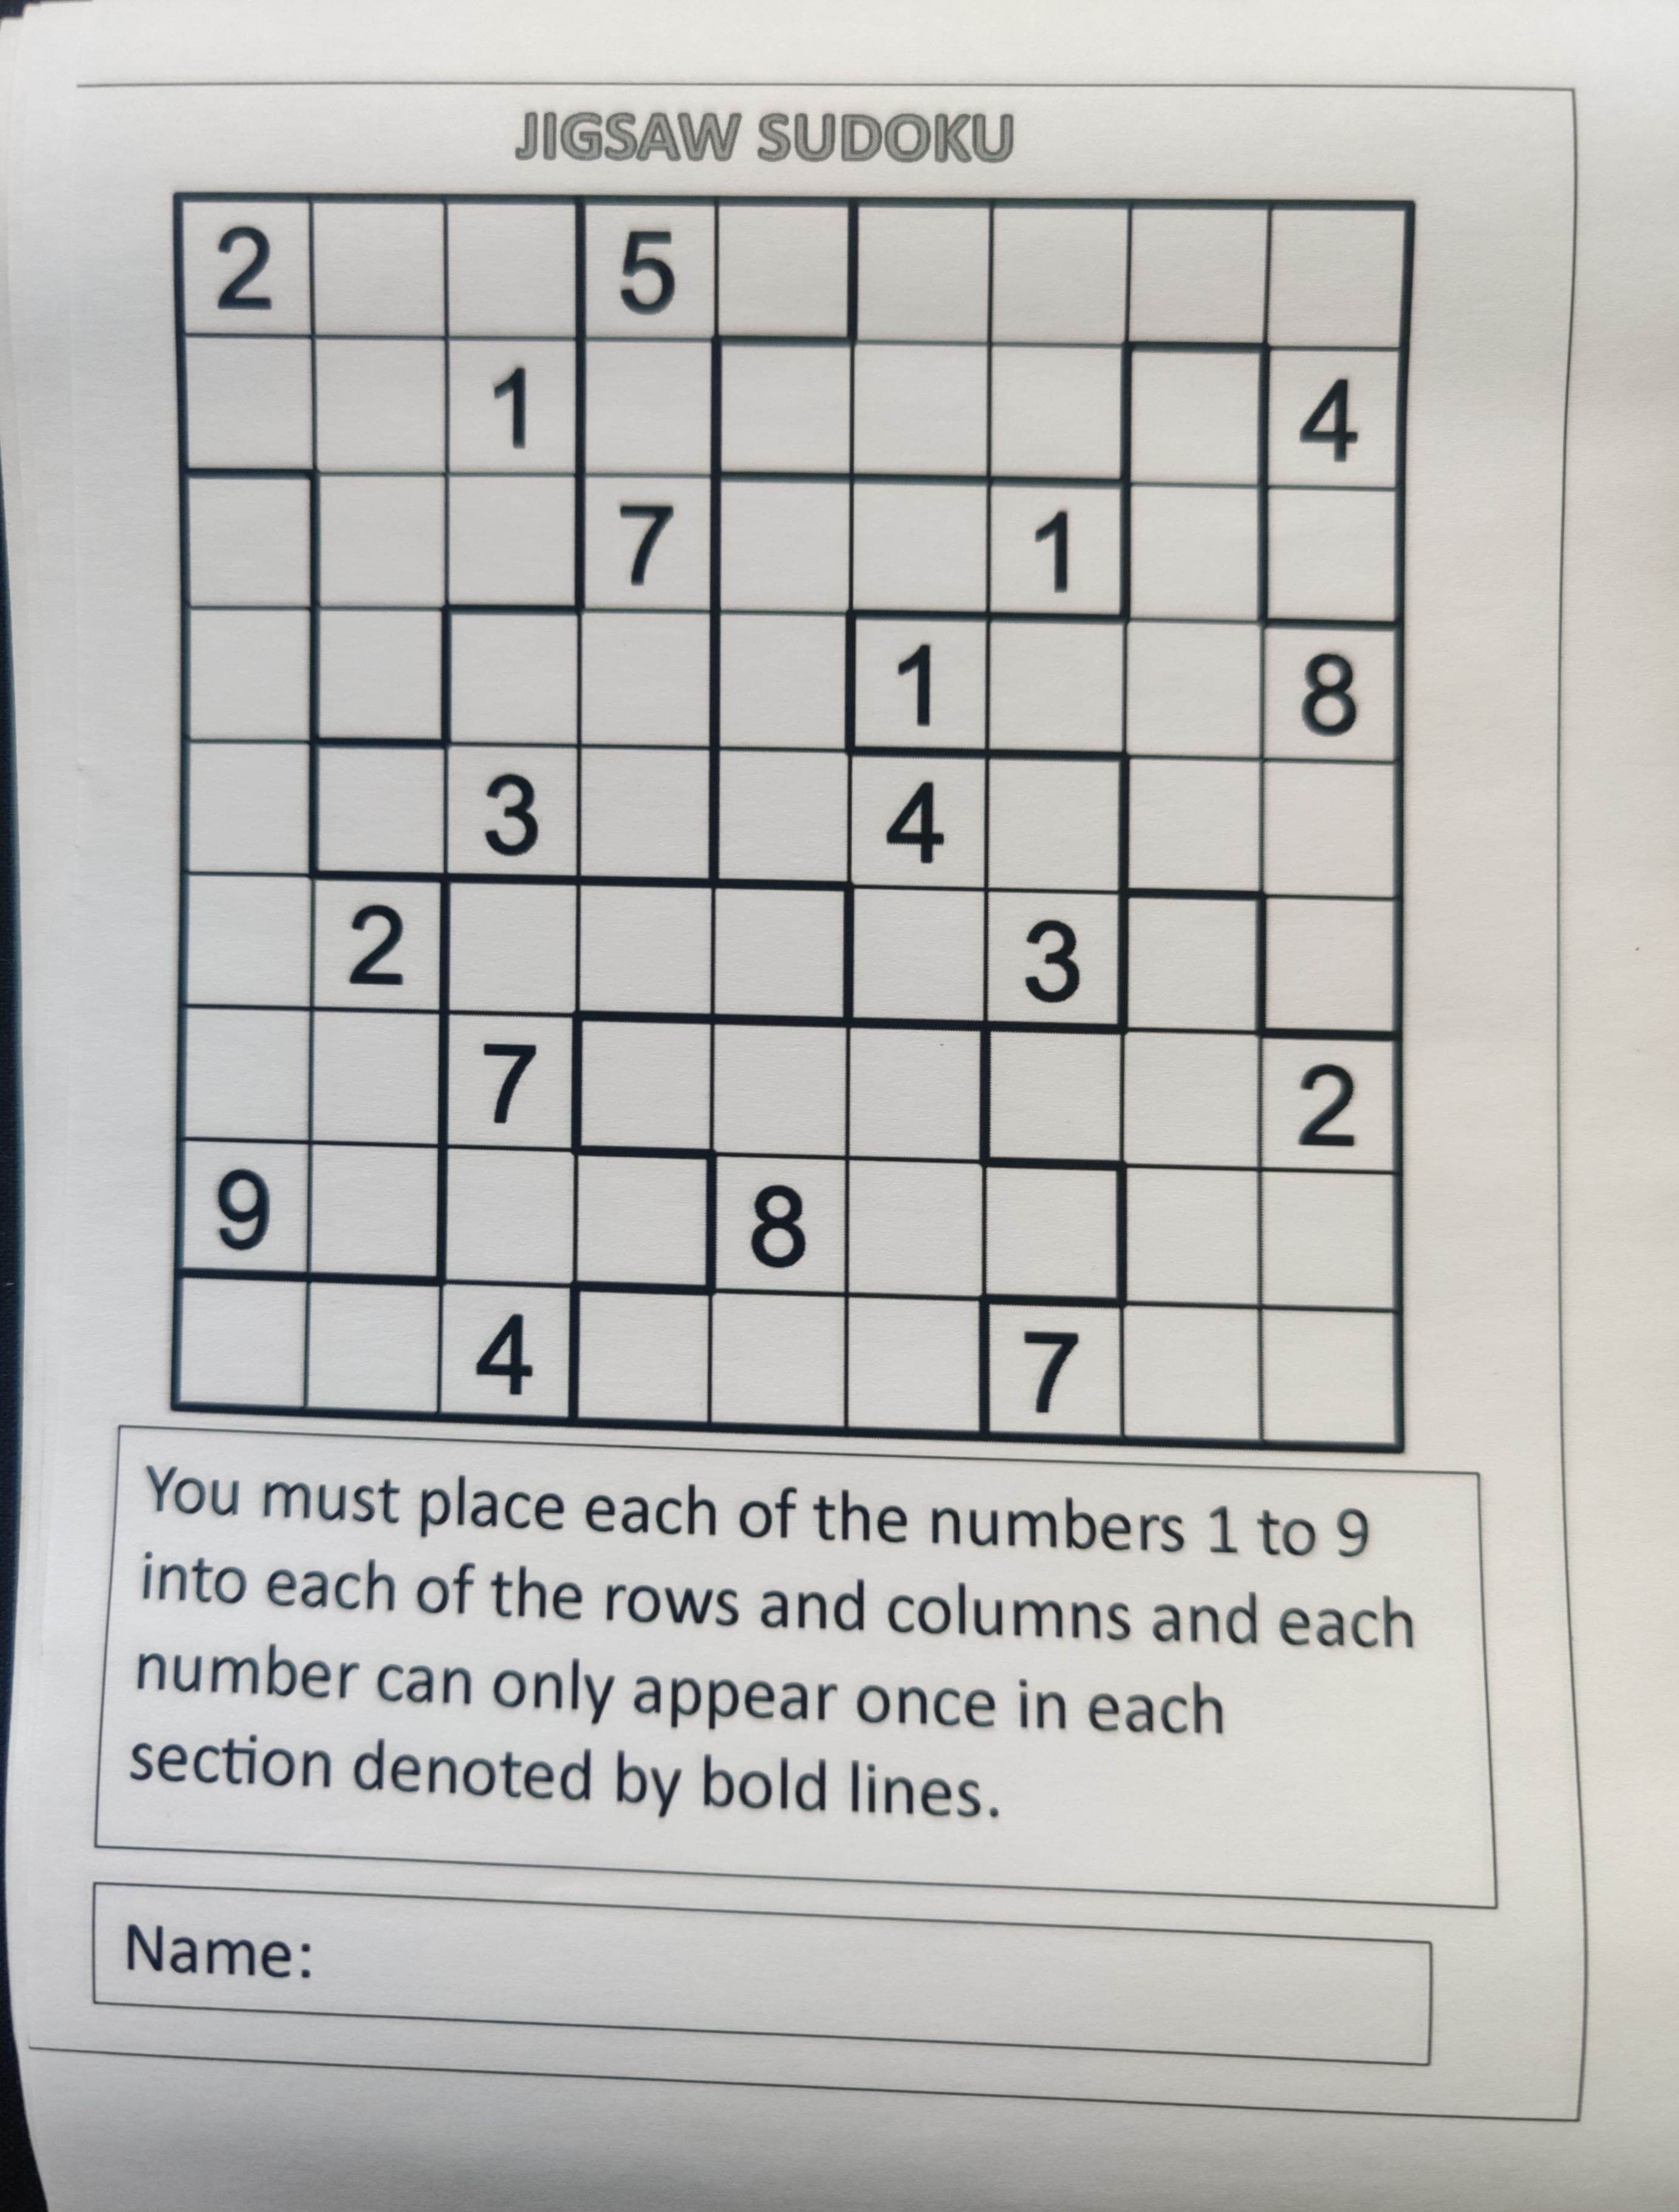 JIGSAW SUDOKU
2 5
1 4
7 1
1 8
3 4
2 3
7 2
9 8
4 7
You must place each of the numbers 1 to 9
into each of the rows and columns and each
number can only appear once in each
section denoted by bold lines.
Name: